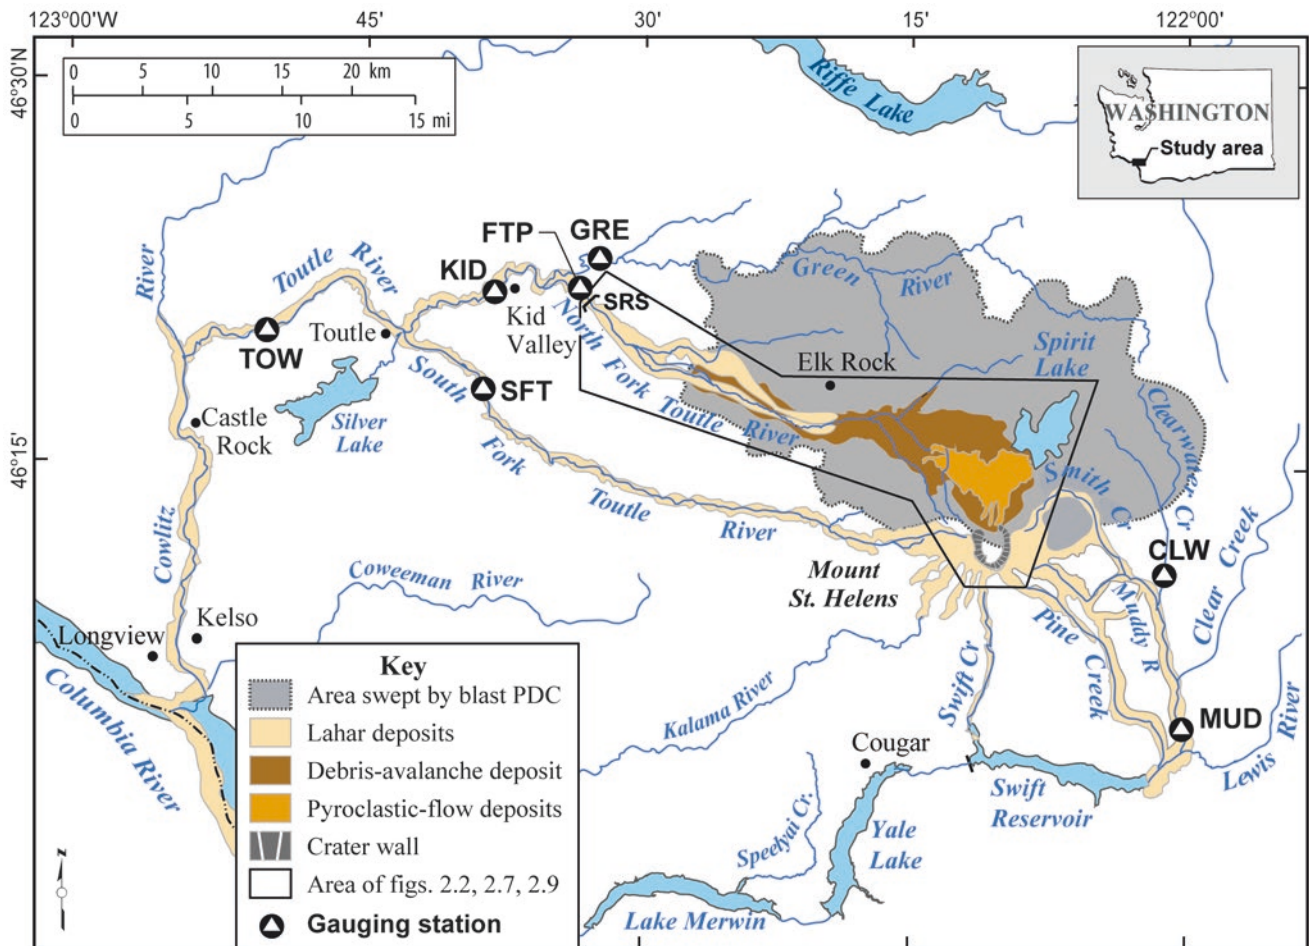 123°00'W
45'
30'
15'
122°00'
46°30'N
46°15'
0 5 10 15 20 km
0 5 10 15 mi
Riffe Lake
WASHINGTON
Study area
River
Toutle River
FTP
GRE
KID
SRS
Kid
Valley
Toutle
TOW
Green River
North Fork Toutle River
Elk Rock
Spirit
Lake
SFT
South Fork Toutle River
Silver
Lake
Castle
Rock
Clearwater Cr
Smith Cr
CLW
Clear Creek
Cowlitz
Coweeman River
Mount
St. Helens
Muddy R
Pine Creek
Swift Cr
Kelso
Longview
Columbia River
Kalama River
MUD
Lewis River
Cougar
Swift
Reservoir
Yale
Lake
Speelyai Cr.
Lake Merwin
Key
Area swept by blast PDC
Lahar deposits
Debris-avalanche deposit
Pyroclastic-flow deposits
Crater wall
Area of figs. 2.2, 2.7, 2.9
Gauging station
N